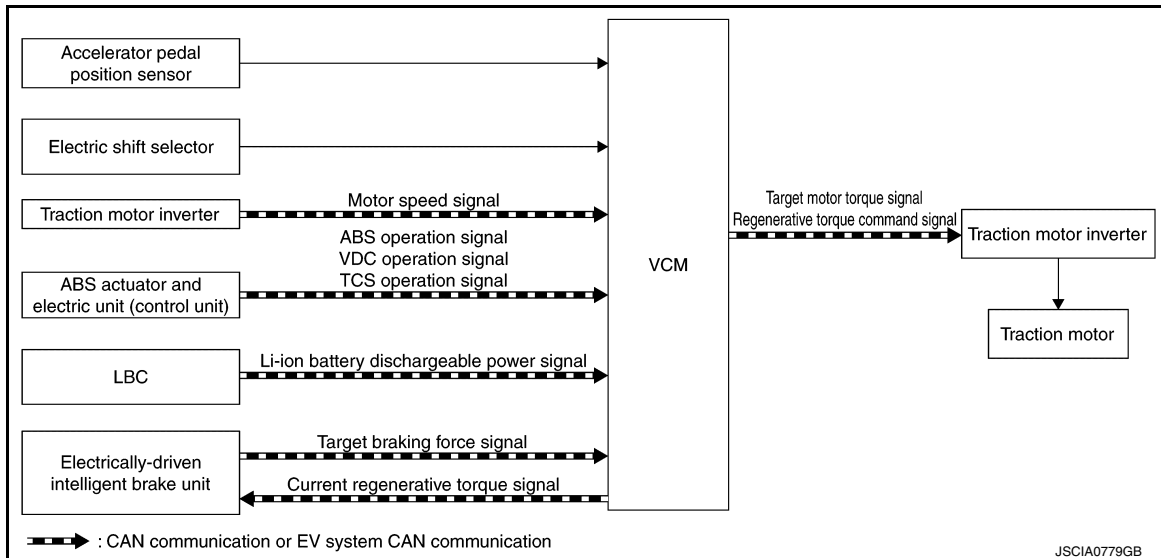 Accelerator pedal
position sensor
Electric shift selector
Traction motor inverter
Motor speed signal
ABS operation signal
VDC operation signal
TCS operation signal
ABS actuator and
electric unit (control unit)
LBC
Li-ion battery dischargeable power signal
Electrically-driven
intelligent brake unit
Target braking force signal
Current regenerative torque signal
VCM
Target motor torque signal
Regenerative torque command signal
Traction motor inverter
Traction motor
: CAN communication or EV system CAN communication
JSCIA0779GB